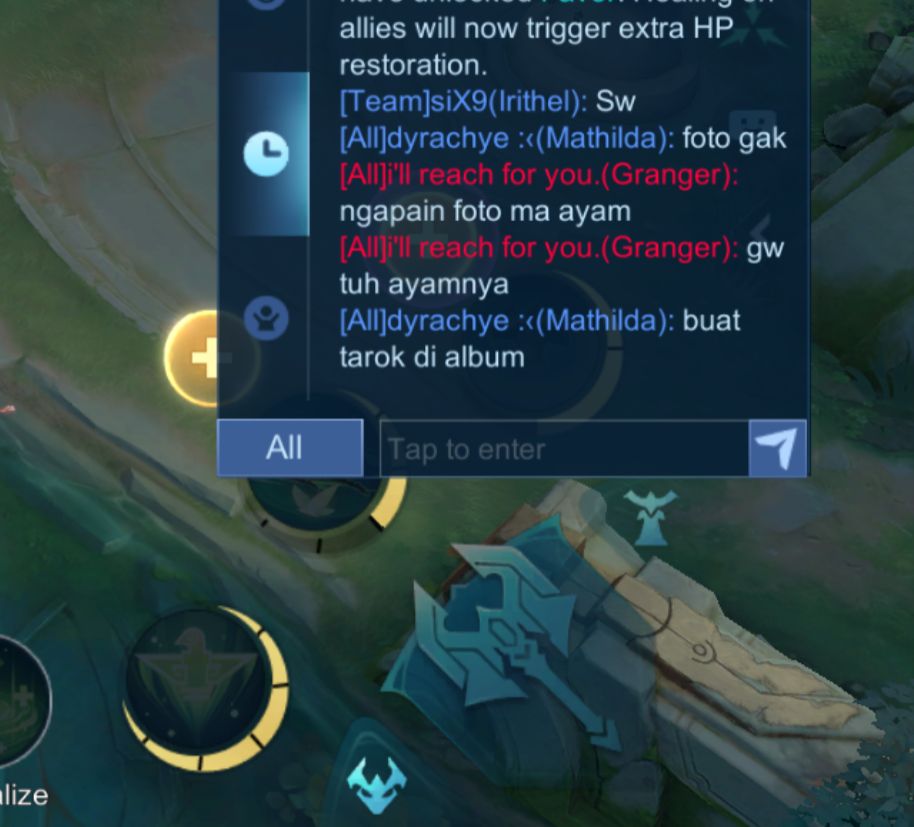 allies will now trigger extra HP
restoration.
[Team]siX9(Irithel): Sw
[All]dyrachye :‹(Mathilda): foto gak
[All]i'll reach for you.(Granger):
ngapain foto ma ayam
[All]i'll reach for you.(Granger): gw
tuh ayamnya
[All]dyrachye :‹(Mathilda): buat
tarok di album
All
Tap to enter